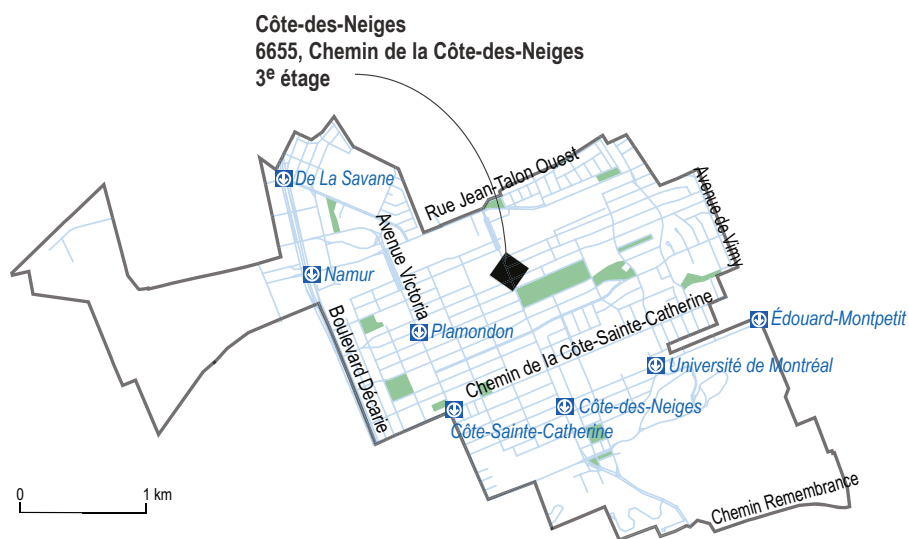 Côte-des-Neiges
6655, Chemin de la Côte-des-Neiges
3e étage
Rue Jean-Talon Ouest
Avenue de Vimy
De La Savane
Avenue Victoria
Namur
Boulevard Décarie
Plamondon
Chemin de la Côte-Sainte-Catherine
Édouard-Montpetit
Université de Montréal
Côte-des-Neiges
Côte-Sainte-Catherine
Chemin Remembrance
0 1 km